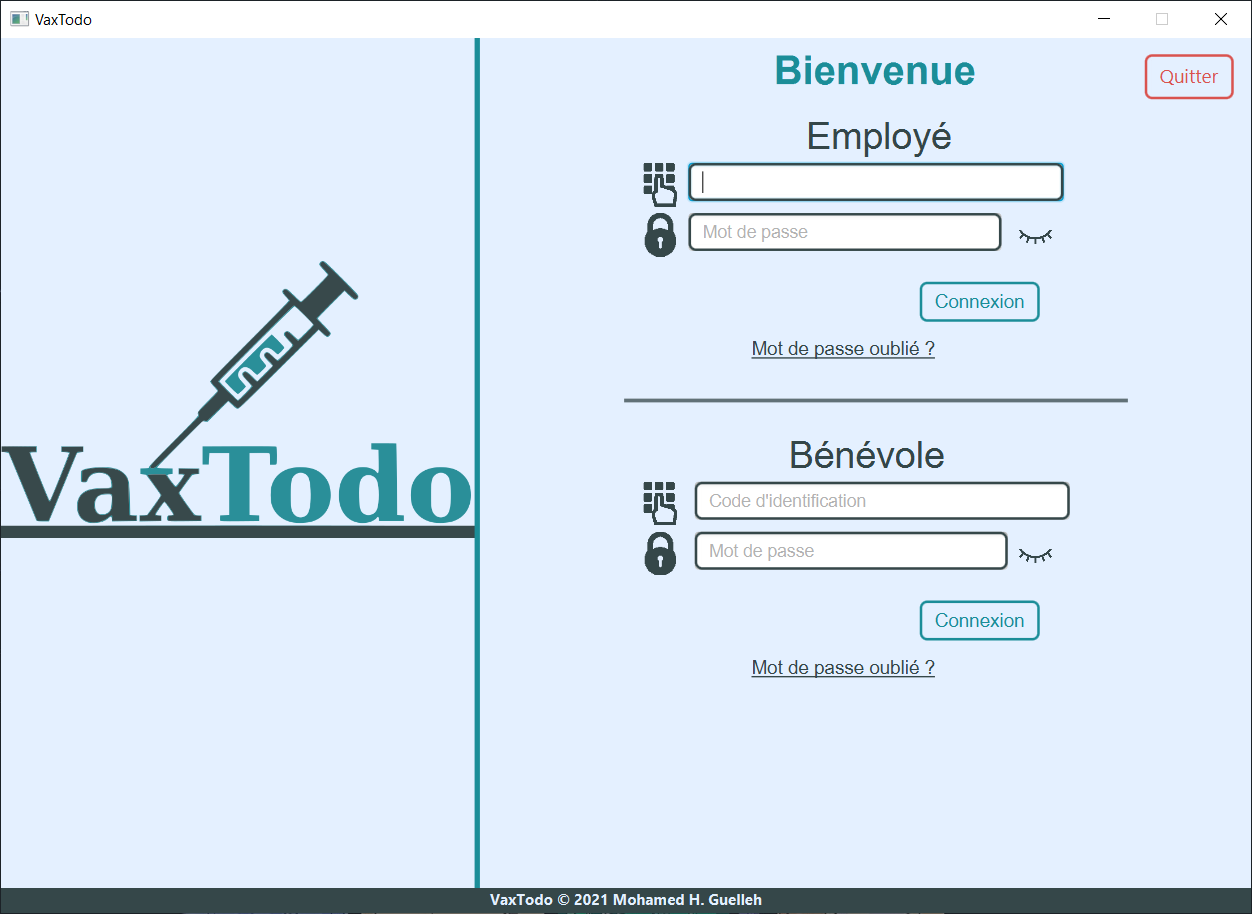 VaxTodo
Bienvenue
Quitter
Employé
Mot de passe
Connexion
Mot de passe oublié ?
VaxTodo
Bénévole
Code d'identification
Mot de passe
Connexion
Mot de passe oublié ?
VaxTodo © 2021 Mohamed H. Guelleh